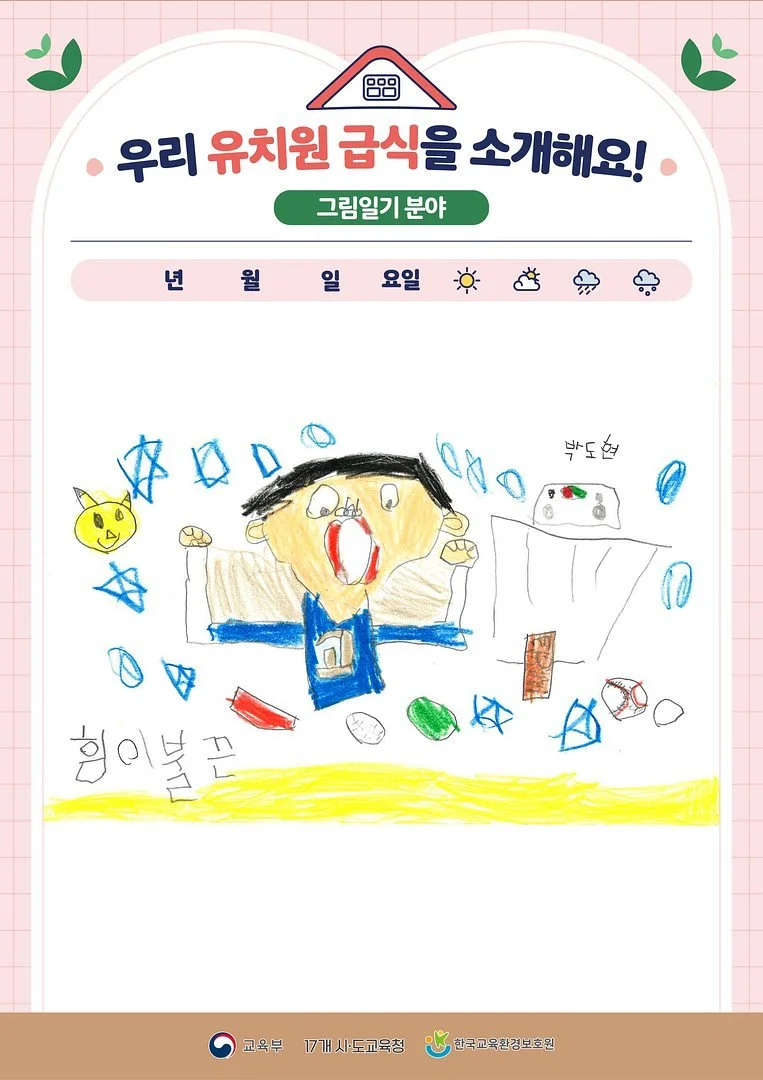 우리 유치원 급식을 소개해요!
그림일기 분야
년 월 일 요일
박도현
힘이불끈
교육부 17개 시·도교육청 한국교육환경보호원